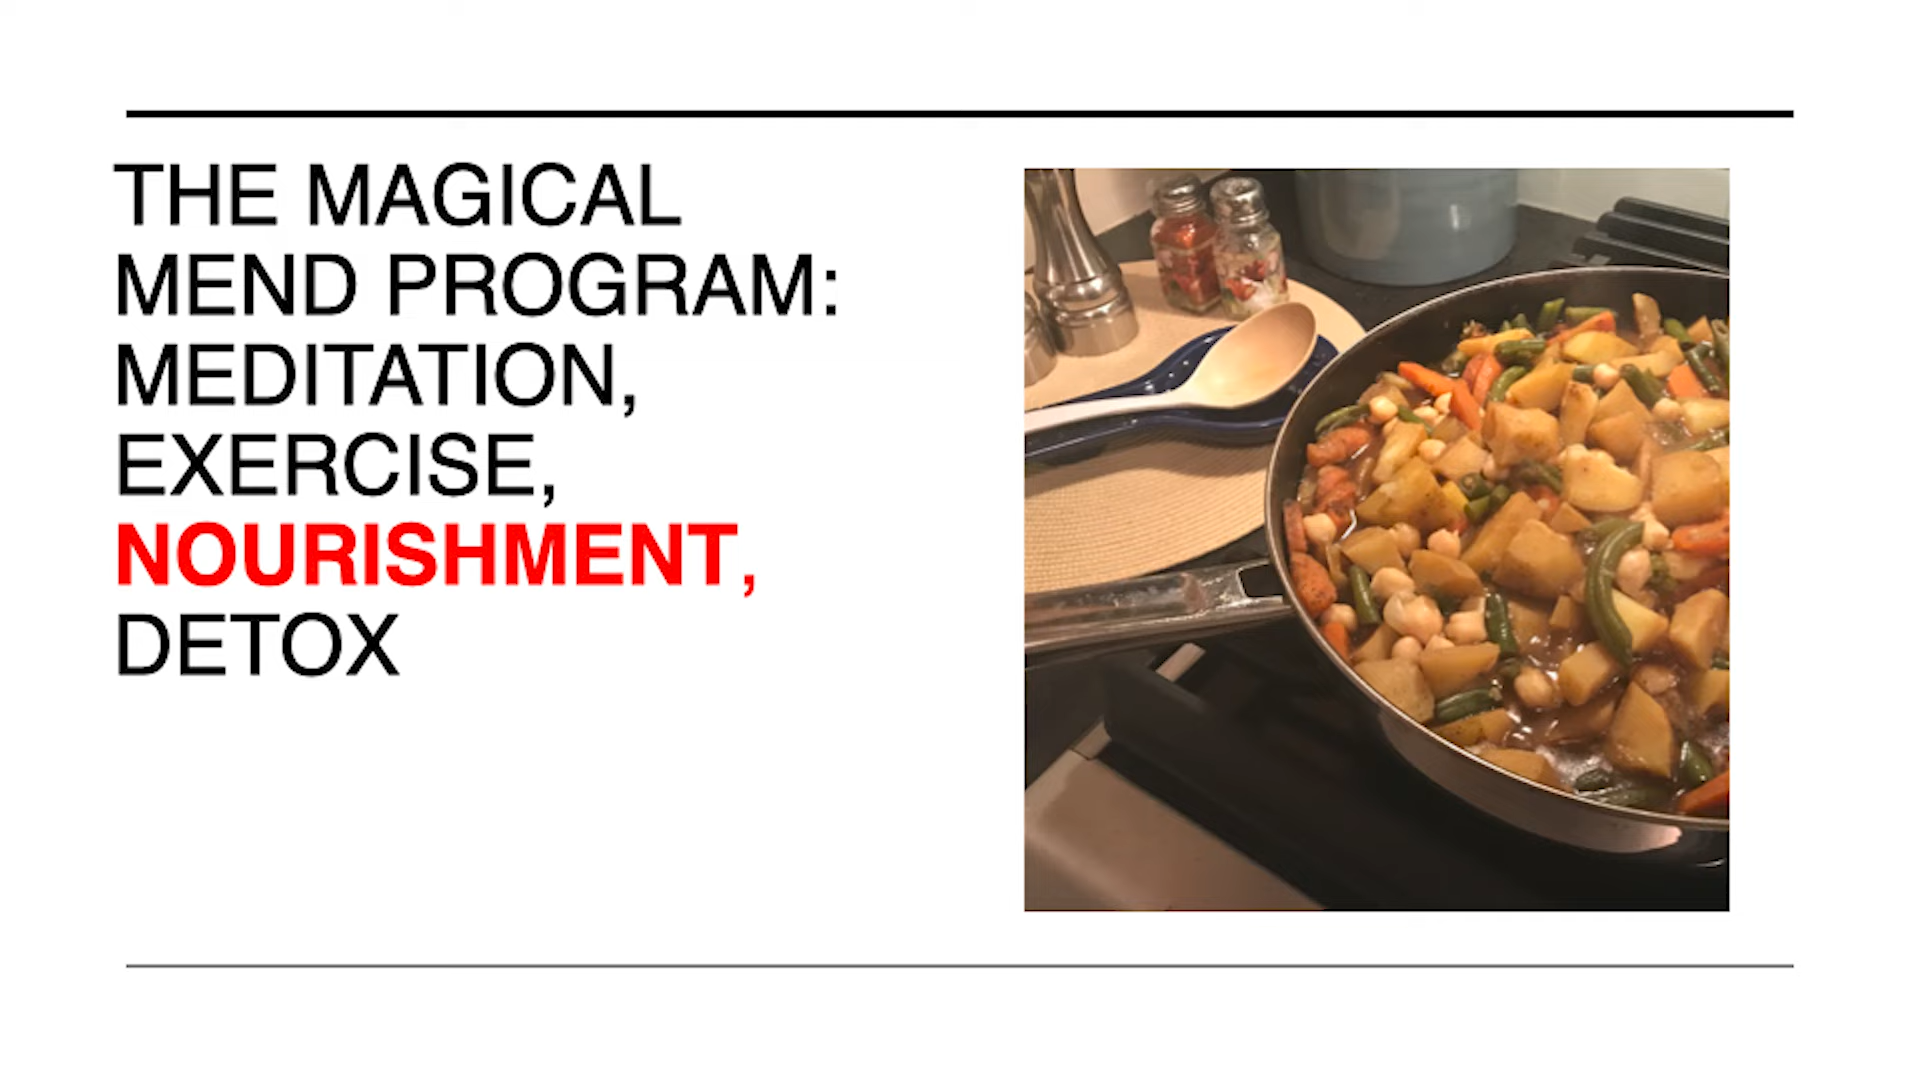 THE MAGICAL
MEND PROGRAM:
MEDITATION,
EXERCISE,
NOURISHMENT,
DETOX